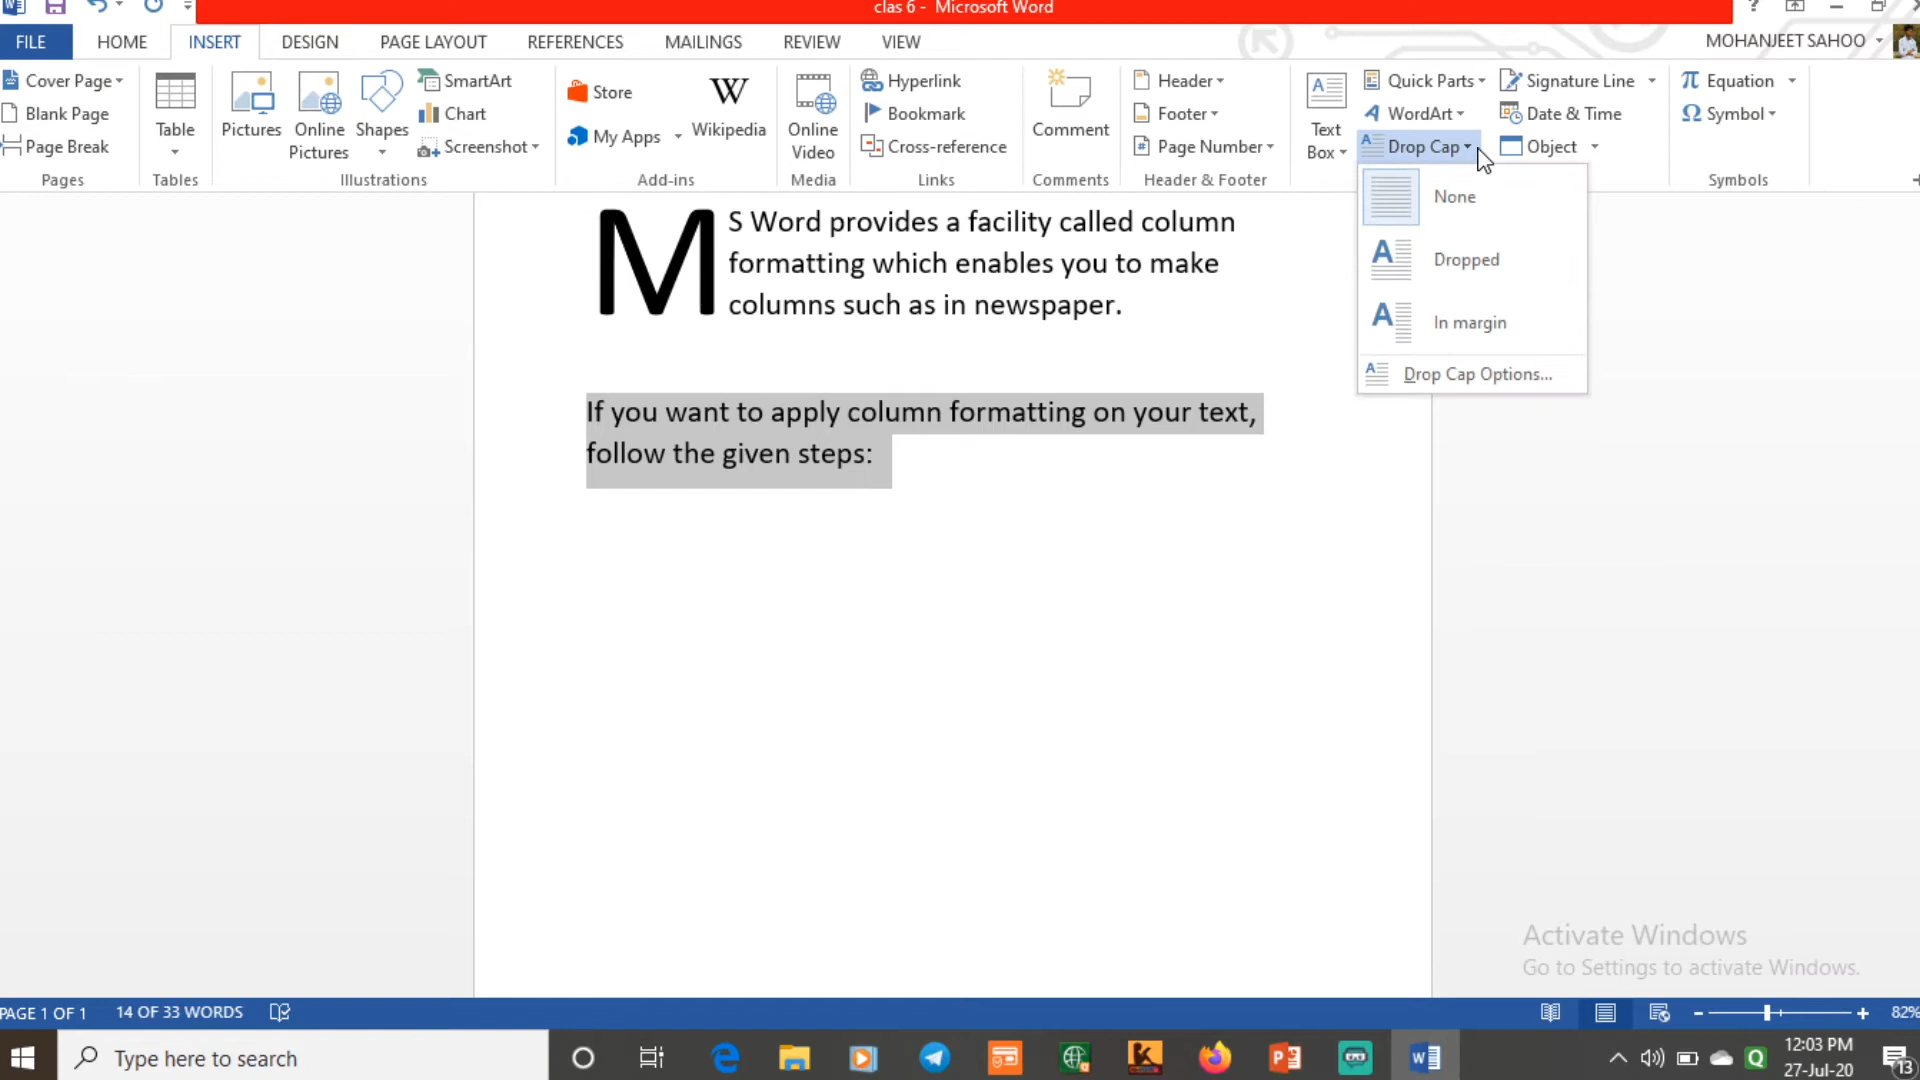 clas 6 - Microsoft Word
?
FILE HOME INSERT DESIGN PAGE LAYOUT REFERENCES MAILINGS REVIEW VIEW MOHANJEET SAHOO
Cover Page
Blank Page
Page Break
Pages
Table
Tables
Pictures
Online
Pictures
Shapes
SmartArt
Chart
Screenshot
Illustrations
Store
My Apps
W
Wikipedia
Add-ins
Online
Video
Media
Hyperlink
Bookmark
Cross-reference
Links
Comment
Comments
Header
Footer
# Page Number
Header & Footer
Text
Box
Quick Parts
WordArt
Drop Cap
Signature Line
Date & Time
Object
π Equation
Ω Symbol
Symbols
None
Dropped
In margin
Drop Cap Options...
MS Word provides a facility called column
formatting which enables you to make
columns such as in newspaper.
If you want to apply column formatting on your text,
follow the given steps:
Activate Windows
Go to Settings to activate Windows.
PAGE 1 OF 1 14 OF 33 WORDS 82%
Type here to search
12:03 PM
27-Jul-20
13